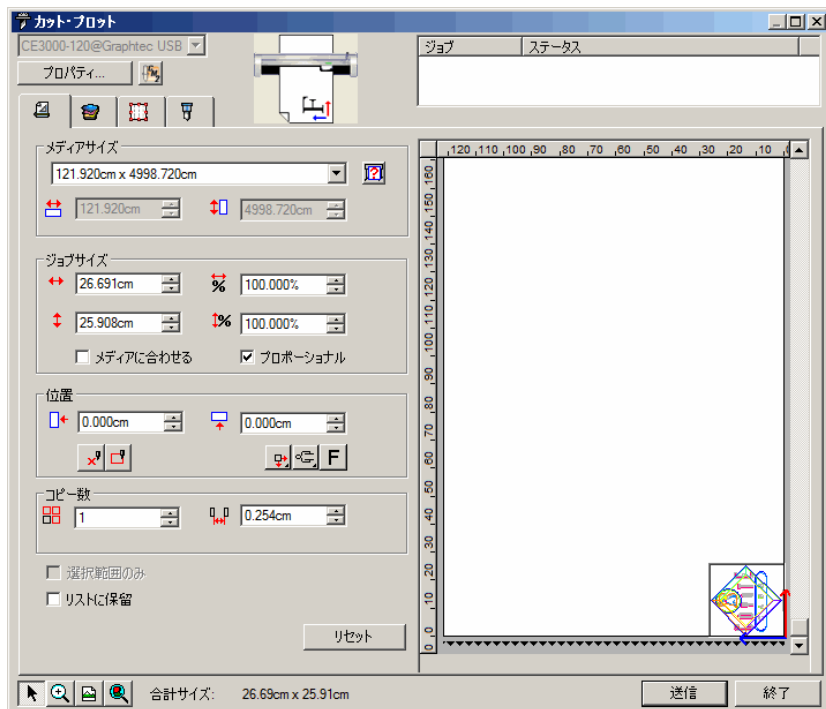 カット・プロット
CE3000-120@Graphtec USB
ジョブ ステータス
プロパティ...
メディアサイズ
121.920cm x 4998.720cm
121.920cm 4998.720cm
ジョブサイズ
26.691cm % 100.000%
25.908cm % 100.000%
メディアに合わせる プロポーショナル
位置
0.000cm 0.000cm
F
コピー数
1 0.254cm
選択範囲のみ
リストに保留
リセット
120 110 100 90 80 70 60 50 40 30 20 10 0
160
150
140
130
120
110
100
90
80
70
60
50
40
30
20
10
0
0
合計サイズ: 26.69cm x 25.91cm
送信 終了